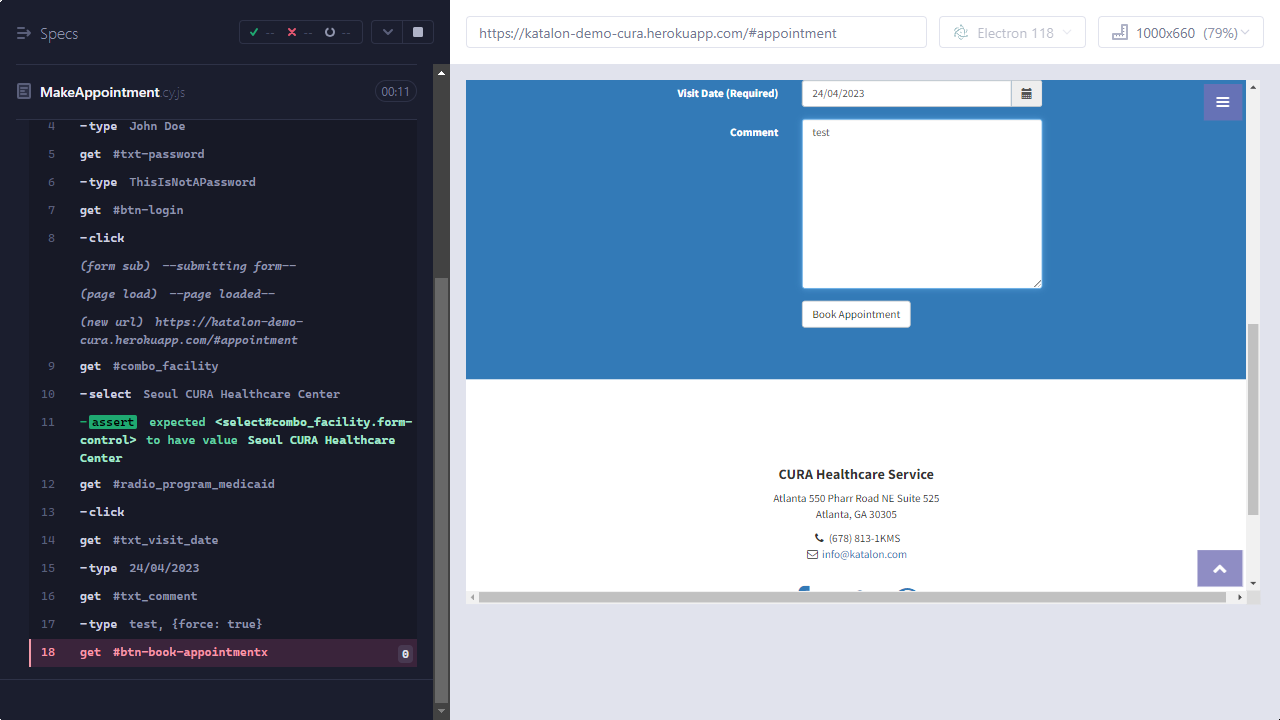 Specs
-- -- --
MakeAppointment.cy.js 00:11
4 -type John Doe
5 get #txt-password
6 -type ThisIsNotAPassword
7 get #btn-login
8 -click
(form sub) --submitting form--
(page load) --page loaded--
(new url) https://katalon-demo-
cura.herokuapp.com/#appointment
9 get #combo_facility
10 -select Seoul CURA Healthcare Center
11 -assert expected <select#combo_facility.form-
control> to have value Seoul CURA Healthcare
Center
12 get #radio_program_medicaid
13 -click
14 get #txt_visit_date
15 -type 24/04/2023
16 get #txt_comment
17 -type test, {force: true}
18 get #btn-book-appointmentx 0
https://katalon-demo-cura.herokuapp.com/#appointment
Electron 118
1000x660 (79%)
Visit Date (Required) 24/04/2023
Comment test
Book Appointment
CURA Healthcare Service
Atlanta 550 Pharr Road NE Suite 525
Atlanta, GA 30305
(678) 813-1KMS
info@katalon.com